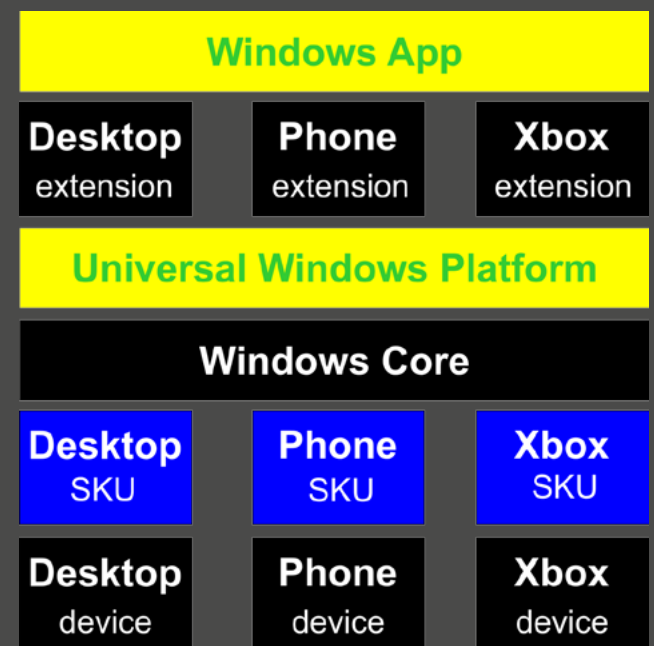 Windows App
Desktop Phone Xbox
extension extension extension
Universal Windows Platform
Windows Core
Desktop Phone Xbox
SKU SKU SKU
Desktop Phone Xbox
device device device